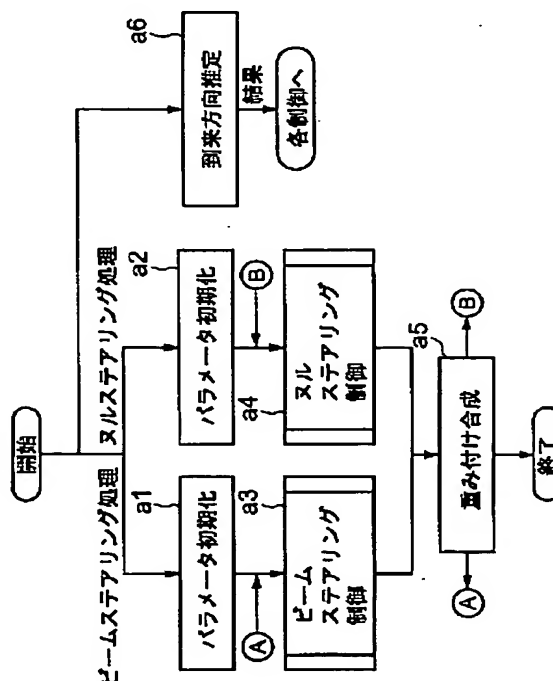 開始
ビームステアリング処理
ヌルステアリング処理
a1
パラメータ初期化
a2
パラメータ初期化
a6
到来方向推定
結果
各制御へ
A
B
a3
ビーム
ステアリング
制御
a4
ヌル
ステアリング
制御
a5
重み付け合成
A
B
終了